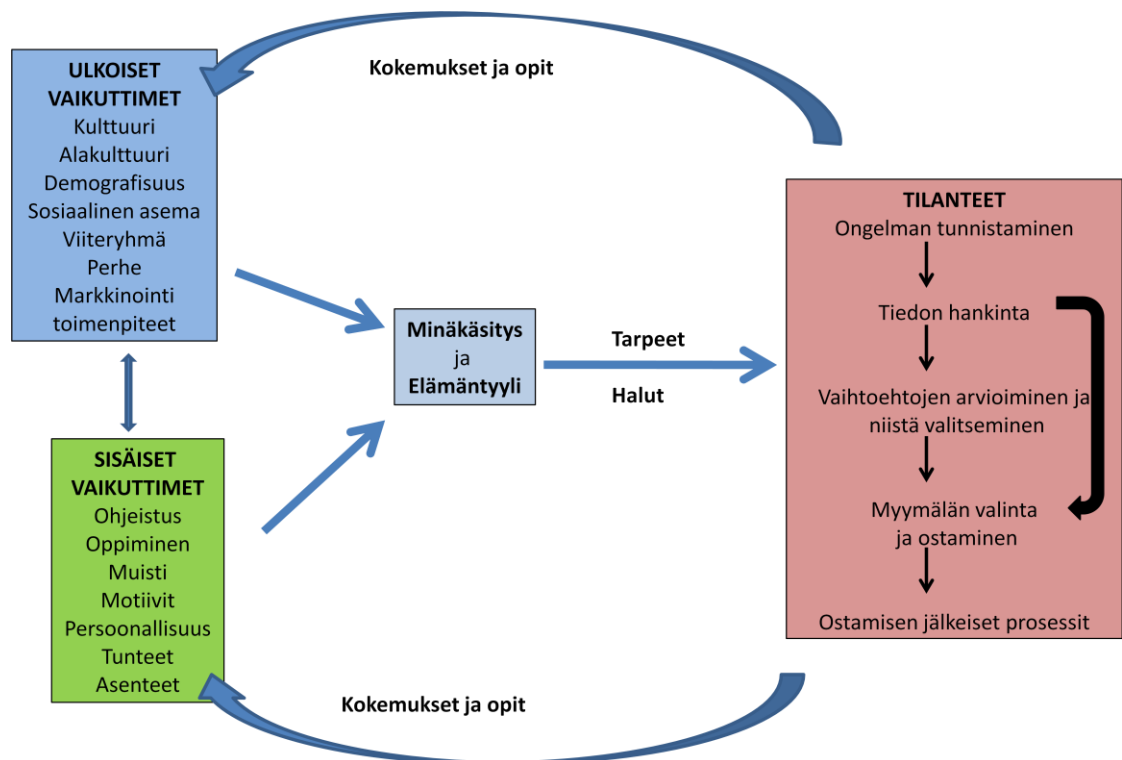 Kokemukset ja opit
ULKOISET
VAIKUTTIMET
Kulttuuri
Alakulttuuri
Demografisuus
Sosiaalinen asema
Viiteryhmä
Perhe
Markkinointi
toimenpiteet
SISÄISET
VAIKUTTIMET
Ohjeistus
Oppiminen
Muisti
Motiivit
Persoonallisuus
Tunteet
Asenteet
Minäkäsitys
ja
Elämäntyyli
Tarpeet
Halut
TILANTEET
Ongelman tunnistaminen
Tiedon hankinta
Vaihtoehtojen arvioiminen ja
niistä valitseminen
Myymälän valinta
ja ostaminen
Ostamisen jälkeiset prosessit
Kokemukset ja opit